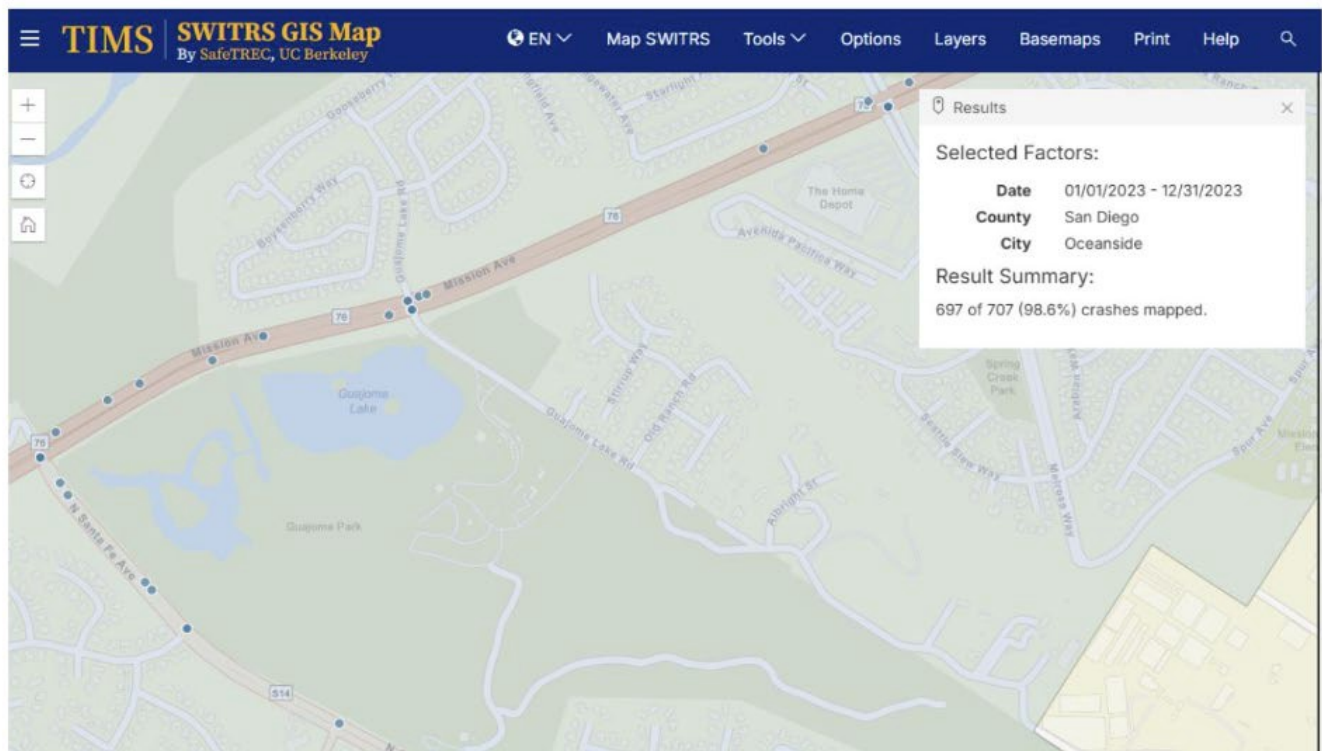 TIMS
SWITRS GIS Map
By SafeTREC, UC Berkeley
EN
Map SWITRS
Tools
Options
Layers
Basemaps
Print
Help
Results
Selected Factors:
Date 01/01/2023 - 12/31/2023
County San Diego
City Oceanside
Result Summary:
697 of 707 (98.6%) crashes mapped.
Gooseberry
Starlight
The Home
Depot
Avenida Pacifica Way
Boysenberry Way
Guajome Lake Rd
76
Mission Ave
76
Mission Ave
76
Guajome
Lake
Stirrup Way
Old Ranch Rd
Guajome Lake Rd
Spring
Creek
Park
Seattle Slew Way
Melrose Way
Spur Ave
Albright St
Guajome Park
N Santa Fe Ave
S14